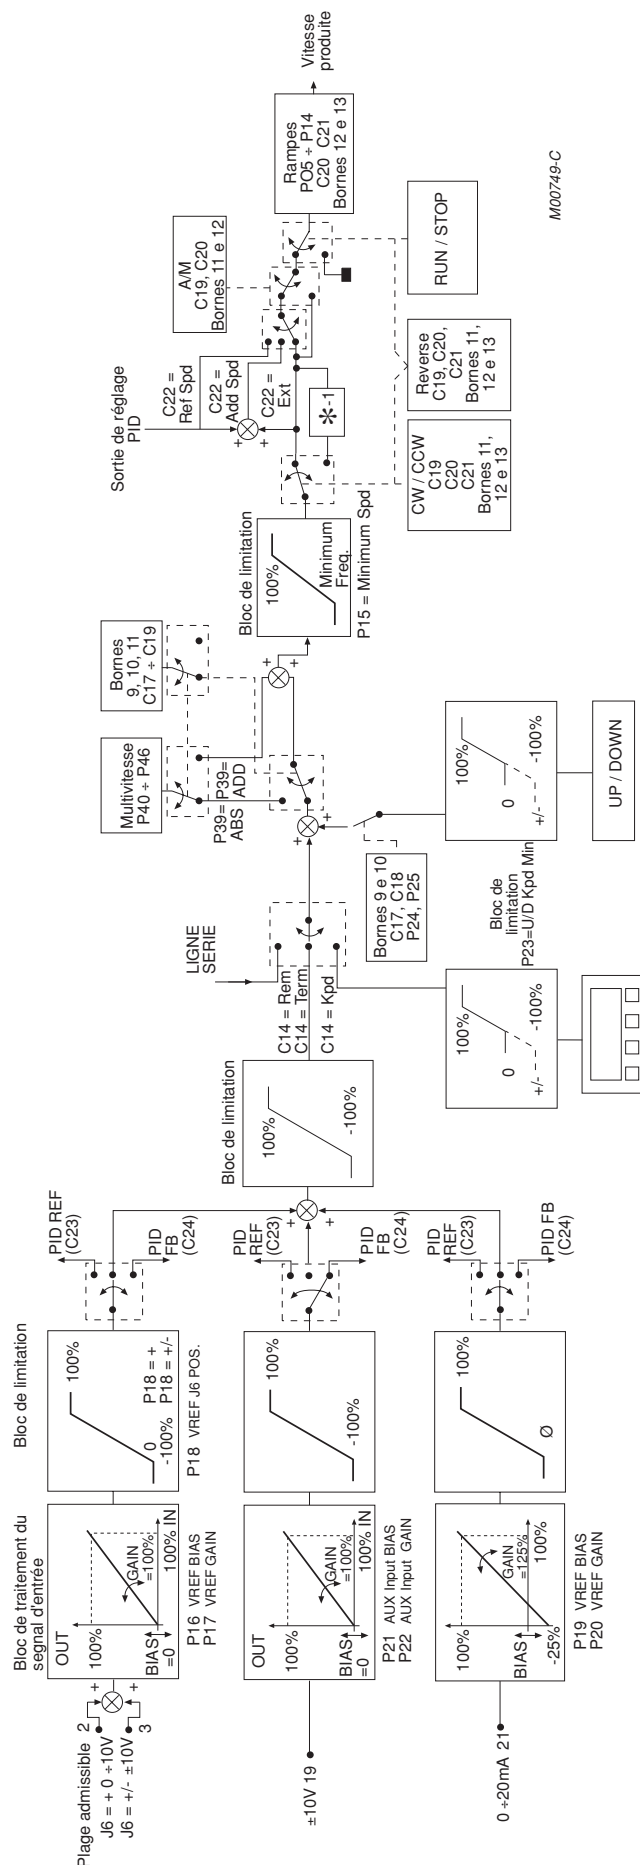 Plage admissible
J6 = + 0 ÷10V
J6 = +/- ±10V
2
3
+
+
Bloc de traitement du
segnal d'entrée
OUT
100%
BIAS
=0
GAIN
=100%
100% IN
P16 VREF BIAS
P17 VREF GAIN
Bloc de limitation
100%
0
-100%
P18 = +
P18 = +/-
P18 VREF J6 POS.
PID REF
(C23)
PID
FB
(C24)
±10V 19
OUT
100%
BIAS
=0
GAIN
=100%
100% IN
P21 AUX Input BIAS
P22 AUX Input GAIN
100%
-100%
PID
REF
(C23)
PID
FB
(C24)
0 ÷20mA 21
100%
BIAS
-25%
GAIN
=125%
100%
P19 VREF BIAS
P20 VREF GAIN
100%
Ø
PID
REF
(C23)
PID FB
(C24)
+
+
Bloc de limitation
100%
-100%
LIGNE
SERIE
C14 = Rem
C14 = Term
C14 = Kpd
100%
0
+/-
-100%
Bloc de
limitation
P23=U/D Kpd Min
100%
0
+/-
-100%
UP / DOWN
Bornes 9 e 10
C17, C18
P24, P25
+
+
Multivitesse
P40 ÷ P46
P39=
ABS
P39=
ADD
Bornes
9, 10, 11
C17 ÷ C19
+
+
Bloc de limitation
100%
Minimum
Freq.
P15 = Minimum Spd
CW / CCW
C19
C20
C21
Bornes 11,
12 e 13
Reverse
C19, C20,
C21
Bornes 11,
12 e 13
RUN / STOP
*-1
Sortie de réglage
PID
+
+
C22 =
Ref Spd
C22 =
Add Spd
C22 =
Ext
A/M
C19, C20
Bornes 11 e 12
Rampes
PO5 ÷ P14
C20 C21
Bornes 12 e 13
Vitesse
produite
M00749-C